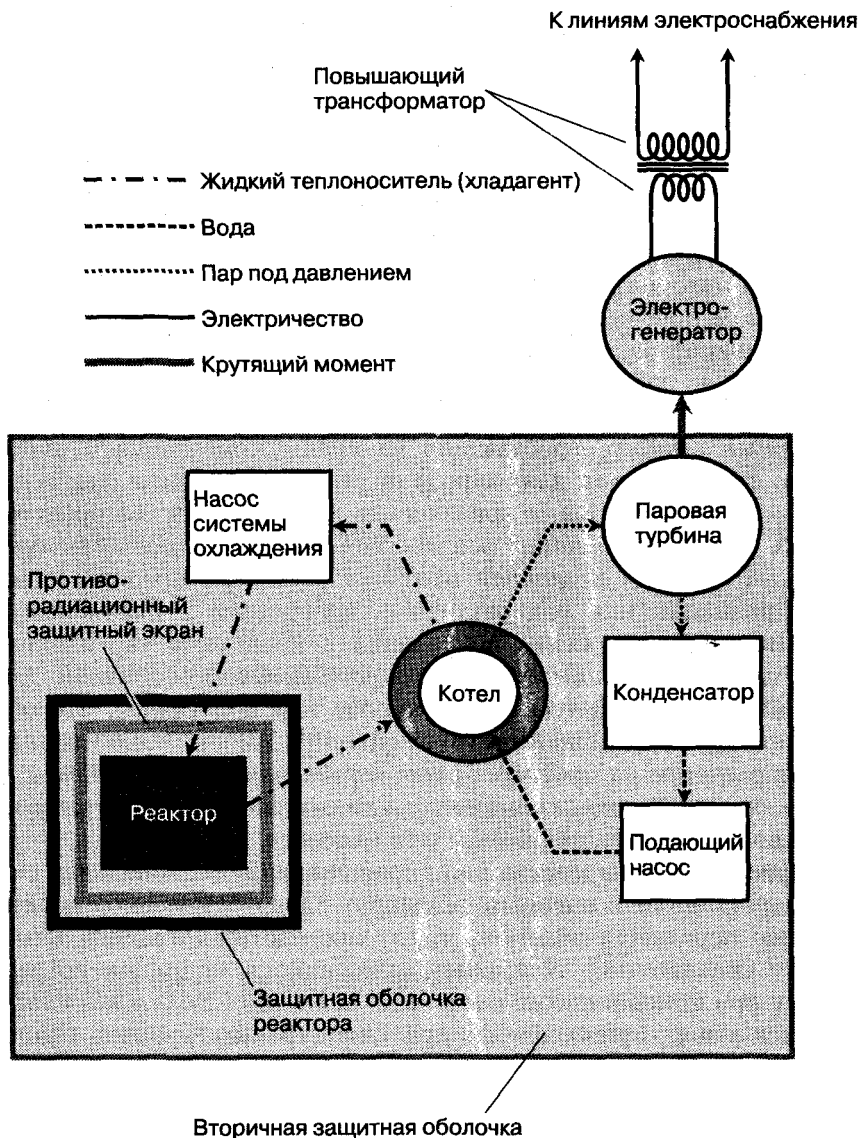 К линиям электроснабжения
Повышающий
трансформатор
Жидкий теплоноситель (хладагент)
Вода
Пар под давлением
Электричество
Крутящий момент
Электро-
генератор
Насос
системы
охлаждения
Паровая
турбина
Противо-
радиационный
защитный экран
Котел
Конденсатор
Реактор
Подающий
насос
Защитная оболочка
реактора
Вторичная защитная оболочка